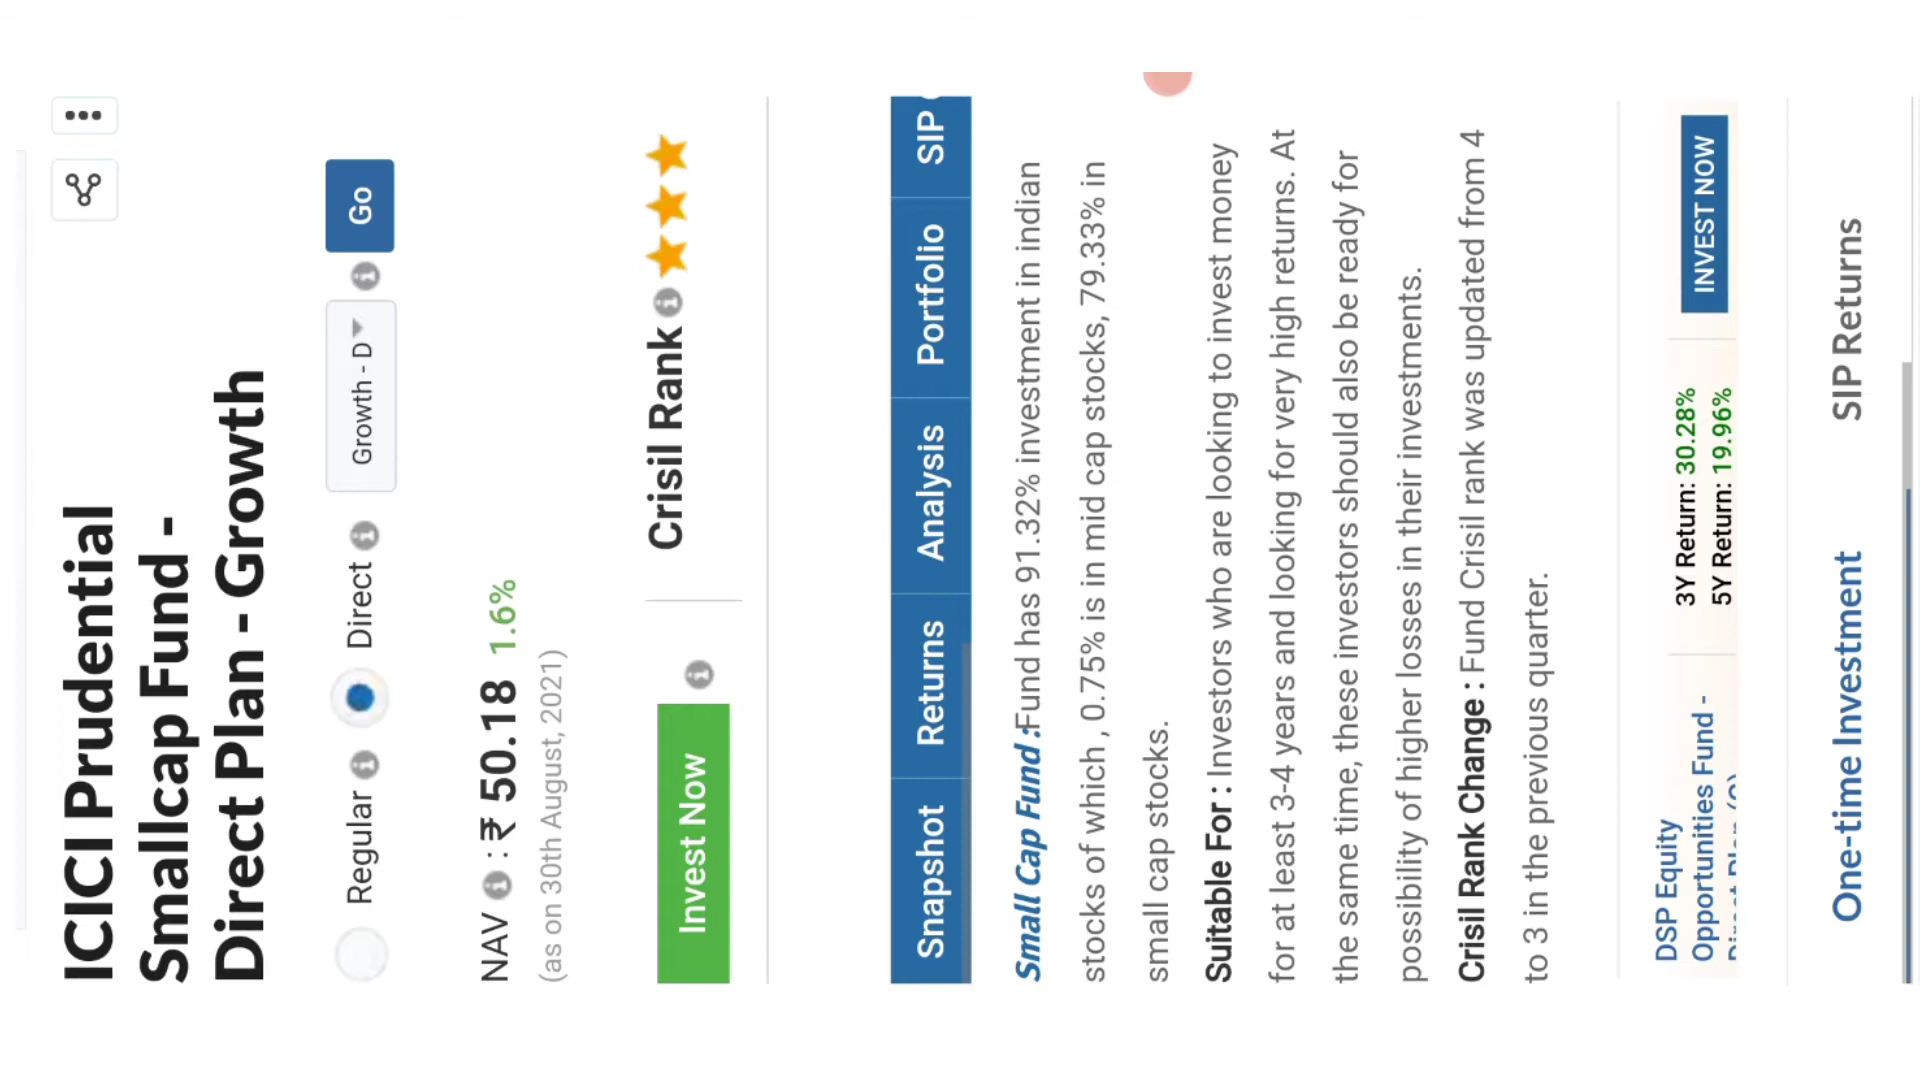 ICICI Prudential
Smallcap Fund -
Direct Plan - Growth
Regular Direct Growth - D Go
NAV : ₹ 50.18 1.6%
(as on 30th August, 2021)
Invest Now Crisil Rank
Snapshot Returns Analysis Portfolio SIP
Small Cap Fund :Fund has 91.32% investment in indian
stocks of which , 0.75% is in mid cap stocks, 79.33% in
small cap stocks.
Suitable For : Investors who are looking to invest money
for at least 3-4 years and looking for very high returns. At
the same time, these investors should also be ready for
possibility of higher losses in their investments.
Crisil Rank Change : Fund Crisil rank was updated from 4
to 3 in the previous quarter.
DSP Equity
Opportunities Fund -
3Y Return: 30.28%
5Y Return: 19.96%
INVEST NOW
One-time Investment SIP Returns